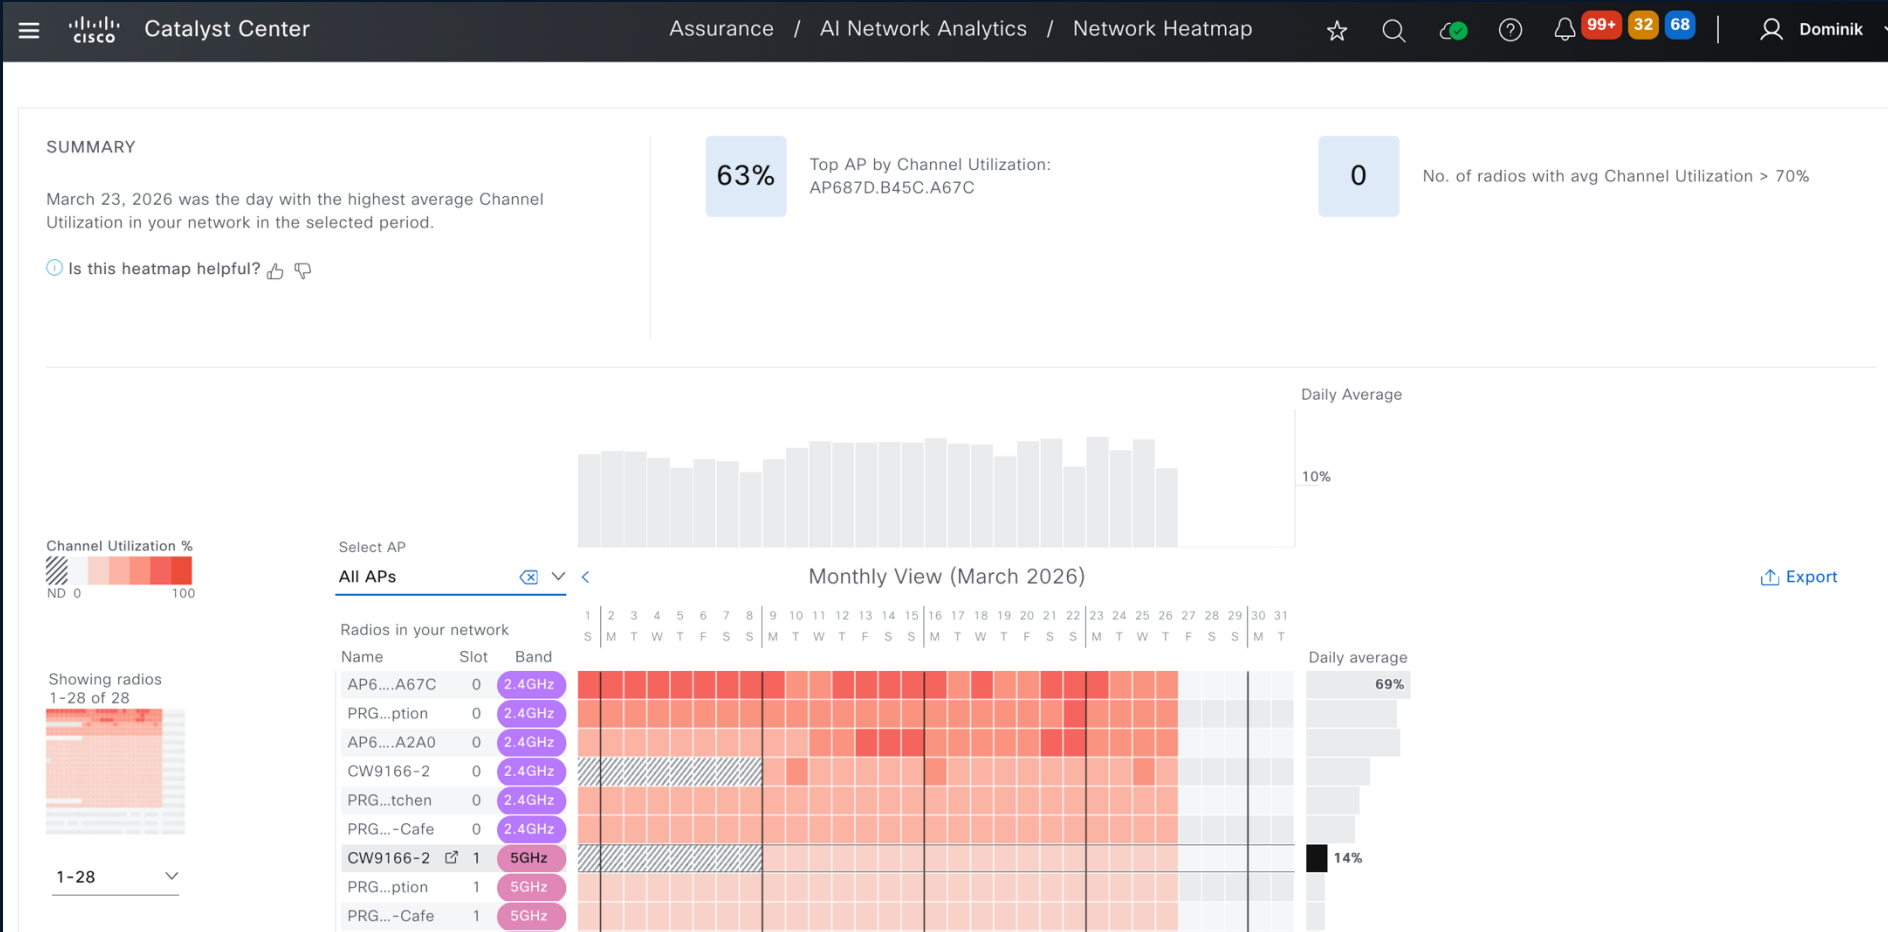 cisco
Catalyst Center
Assurance / AI Network Analytics / Network Heatmap
99+ 32 68
Dominik
SUMMARY
March 23, 2026 was the day with the highest average Channel
Utilization in your network in the selected period.
Is this heatmap helpful?
63%
Top AP by Channel Utilization:
AP687D.B45C.A67C
0
No. of radios with avg Channel Utilization > 70%
Daily Average
10%
Channel Utilization %
ND 0 100
Select AP
All APs
Monthly View (March 2026)
Export
1 2 3 4 5 6 7 8 9 10 11 12 13 14 15 16 17 18 19 20 21 22 23 24 25 26 27 28 29 30 31
S M T W T F S S M T W T F S S M T W T F S S M T W T F S S M T
Radios in your network
Name Slot Band
Daily average
Showing radios
1-28 of 28
1-28
AP6....A67C 0 2.4GHz 69%
PRG...ption 0 2.4GHz
AP6....A2A0 0 2.4GHz
CW9166-2 0 2.4GHz
PRG...tchen 0 2.4GHz
PRG...-Cafe 0 2.4GHz
CW9166-2 1 5GHz 14%
PRG...ption 1 5GHz
PRG...-Cafe 1 5GHz